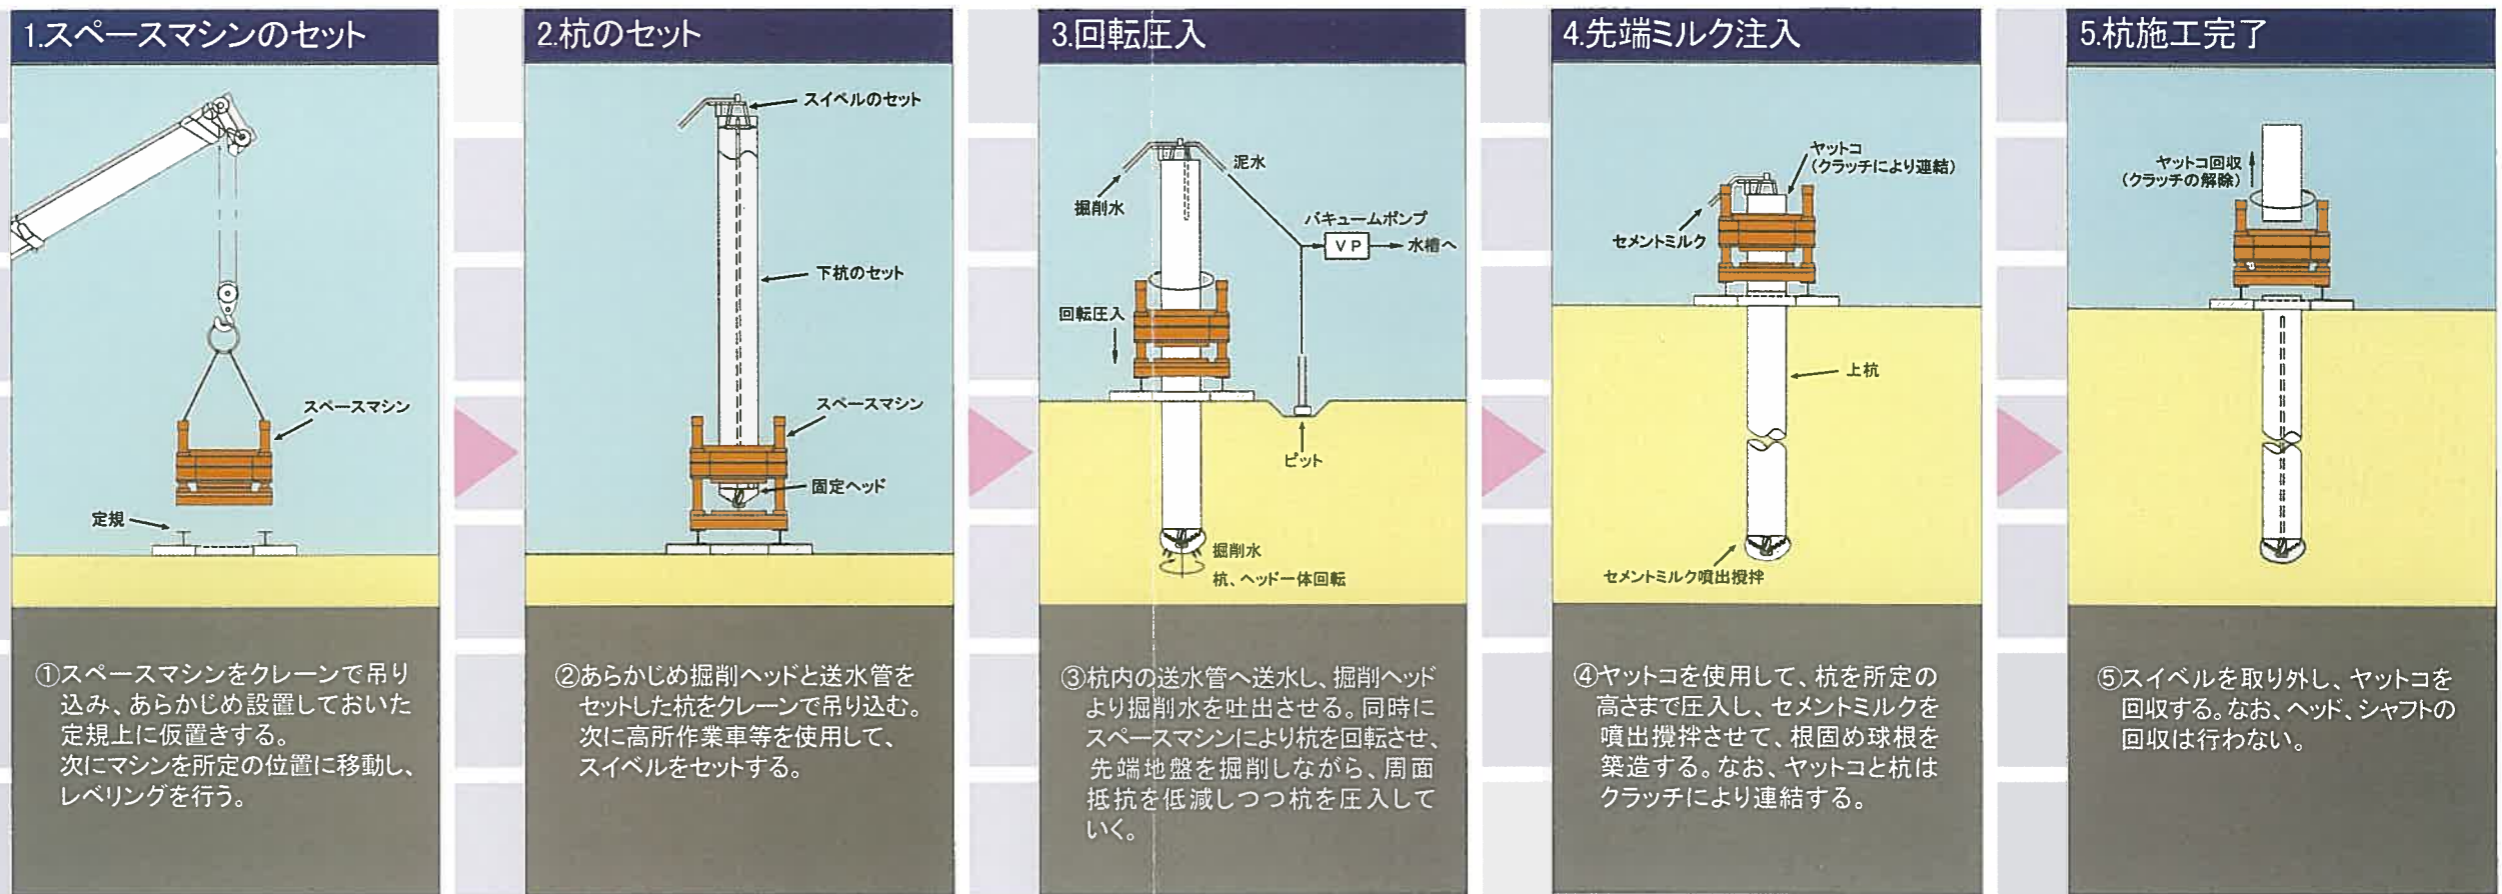 1.スペースマシンのセット
スペースマシン
定規
①スペースマシンをクレーンで吊り
込み、あらかじめ設置しておいた
定規上に仮置きする。
次にマシンを所定の位置に移動し、
レベリングを行う。
2.杭のセット
スイベルのセット
下杭のセット
スペースマシン
固定ヘッド
②あらかじめ掘削ヘッドと送水管を
セットした杭をクレーンで吊り込む。
次に高所作業車等を使用して、
スイベルをセットする。
3.回転圧入
泥水
掘削水
バキュームポンプ
VP
水槽へ
回転圧入
ピット
掘削水
杭、ヘッド一体回転
③杭内の送水管へ送水し、掘削ヘッド
より掘削水を吐出させる。同時に
スペースマシンにより杭を回転させ、
先端地盤を掘削しながら、周面
抵抗を低減しつつ杭を圧入して
いく。
4.先端ミルク注入
ヤットコ
(クラッチにより連結)
セメントミルク
上杭
セメントミルク噴出攪拌
④ヤットコを使用して、杭を所定の
高さまで圧入し、セメントミルクを
噴出攪拌させて、根固め球根を
築造する。なお、ヤットコと杭は
クラッチにより連結する。
5.杭施工完了
ヤットコ回収
(クラッチの解除)
⑤スイベルを取り外し、ヤットコを
回収する。なお、ヘッド、シャフトの
回収は行わない。